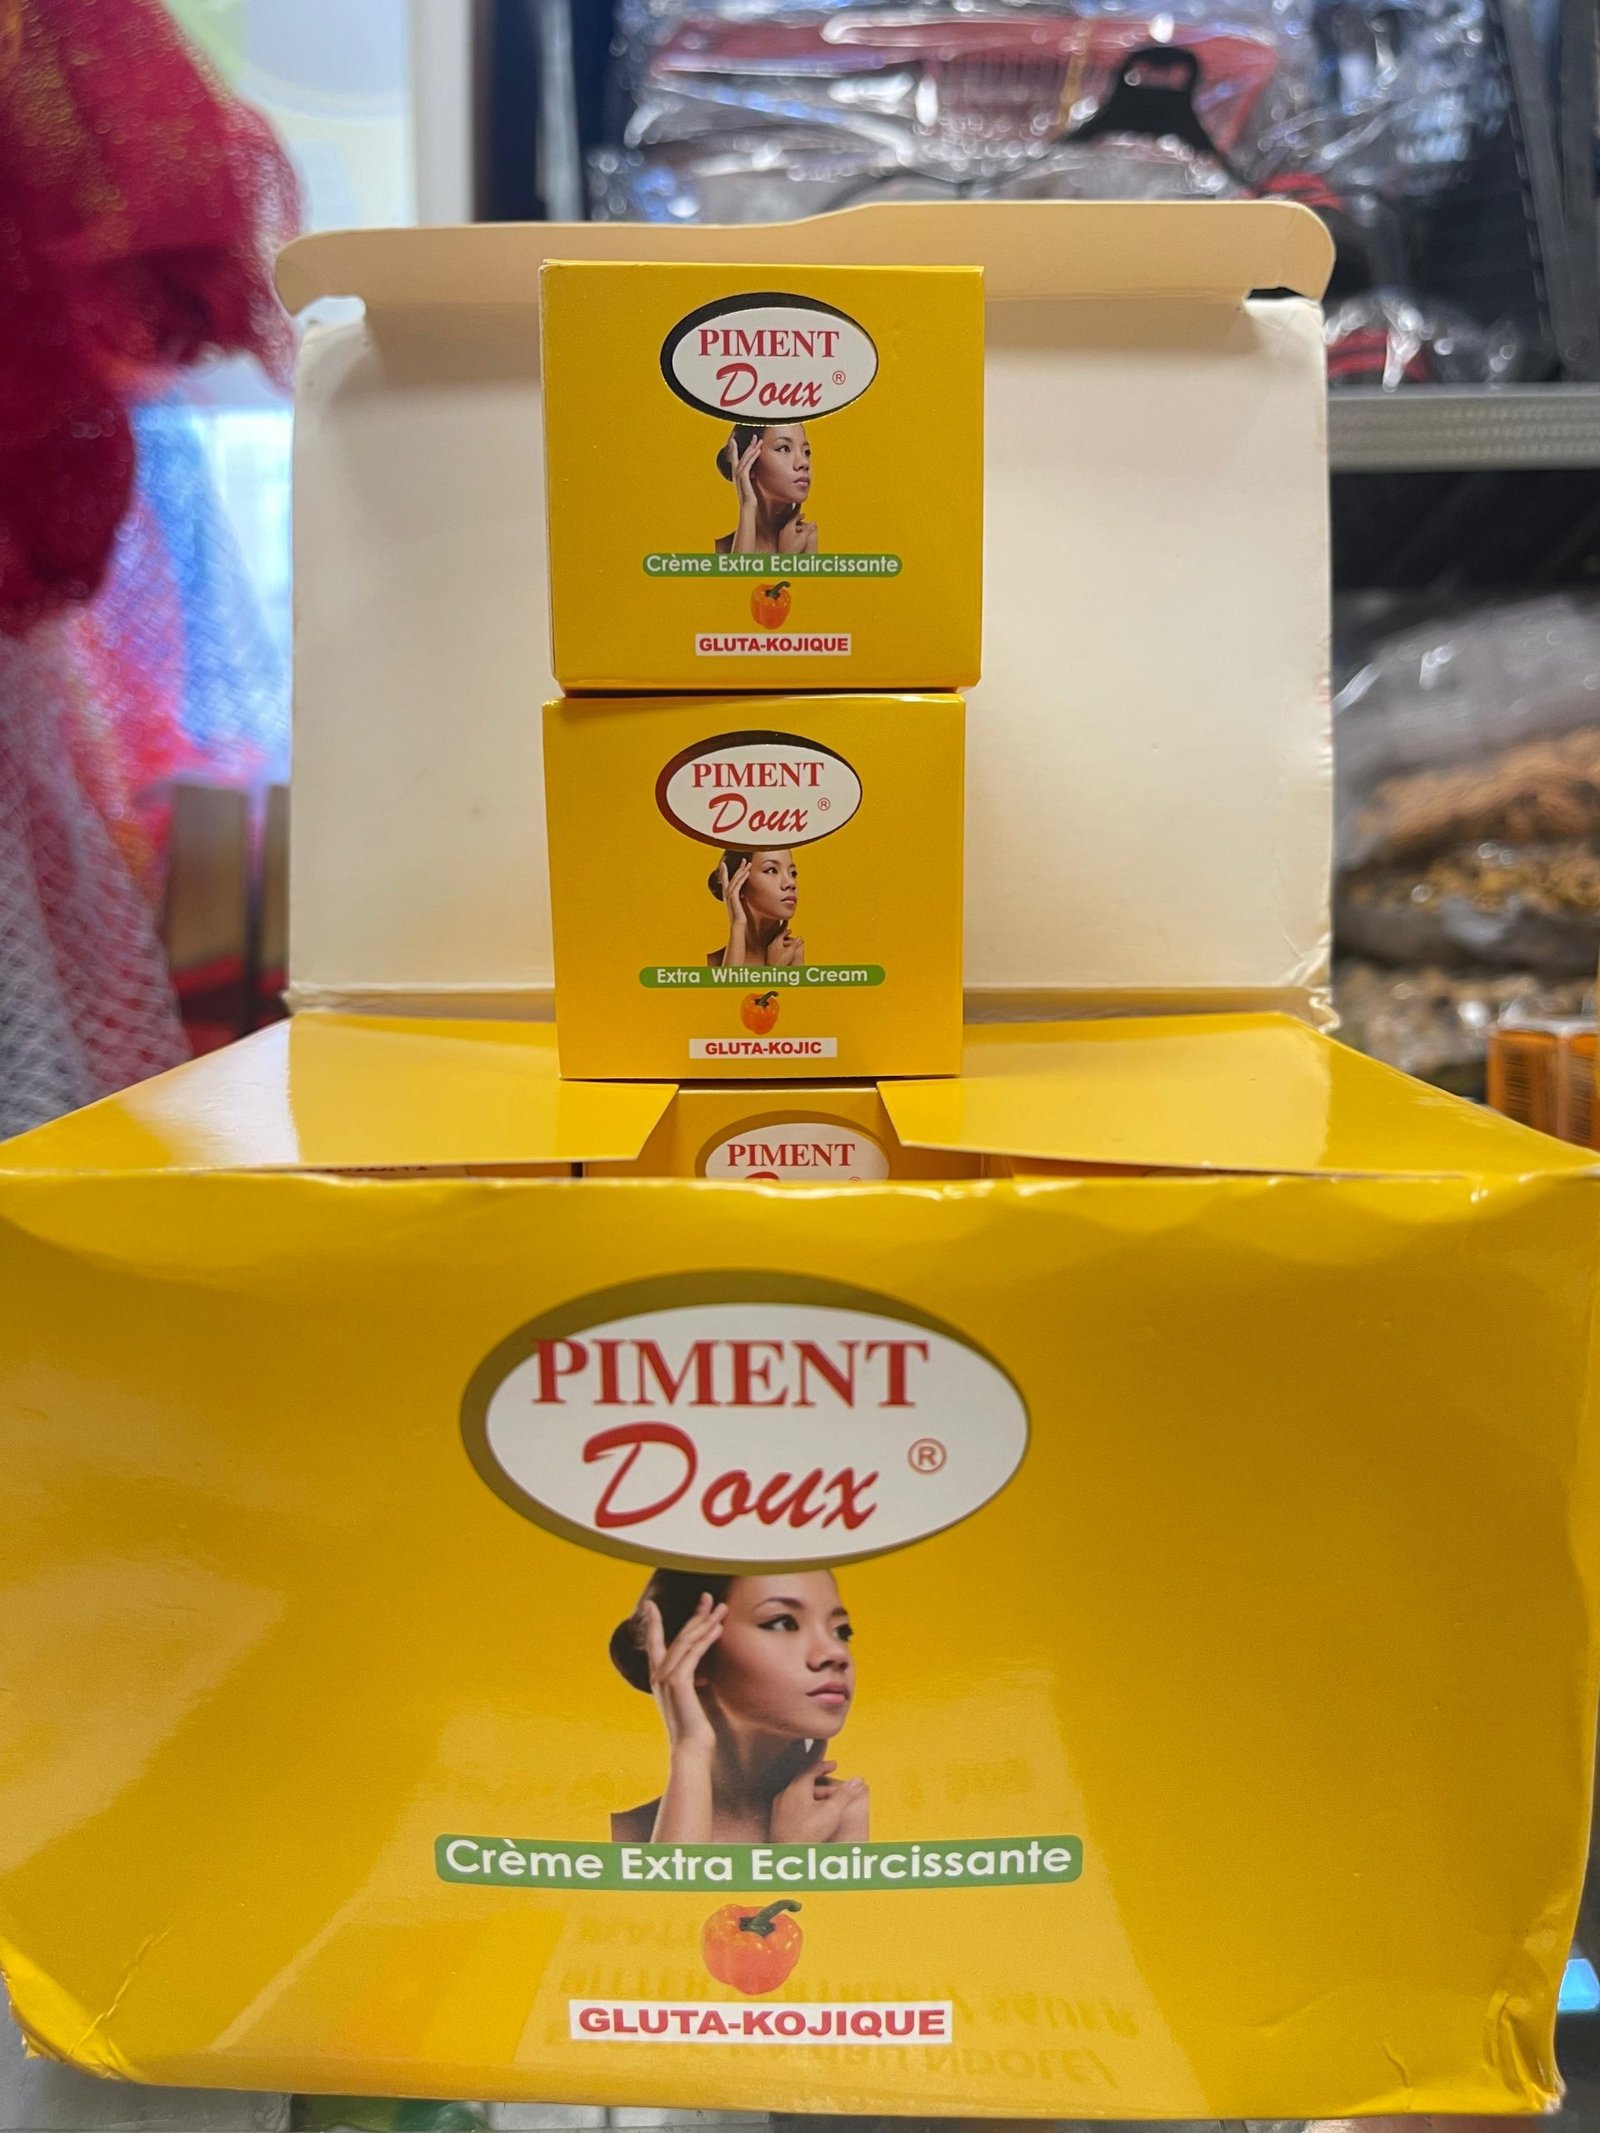 PIMENT
Doux ®
Crème Extra Eclaircissante
GLUTA-KOJIQUE
PIMENT
Doux ®
Extra Whitening Cream
GLUTA-KOJIC
PIMENT
PIMENT
Doux ®
Crème Extra Eclaircissante
GLUTA-KOJIQUE